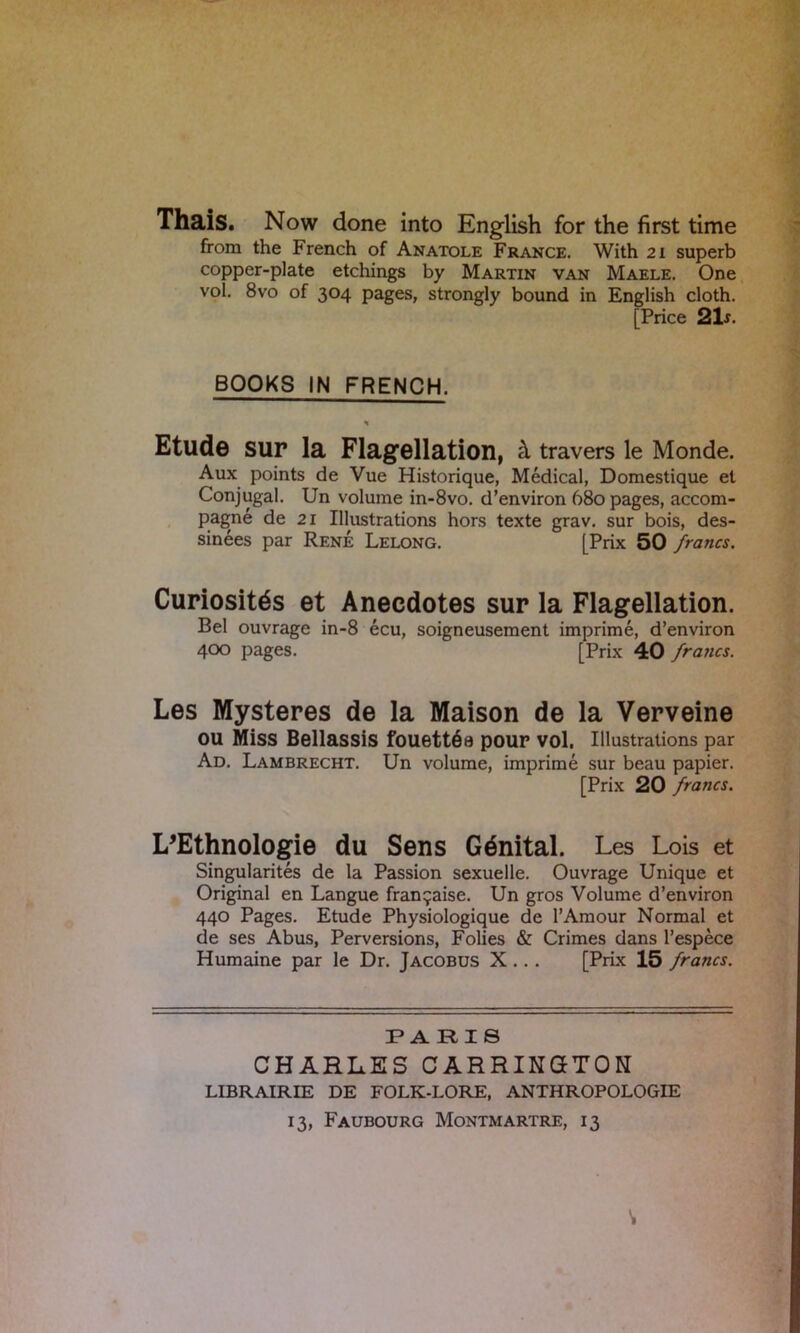 Thais. Now done into English for the first time
from the French of Anatole France. With 21 superb
copper-plate etchings by Martin van Maele. One
vol. 8vo of 304 pages, strongly bound in English cloth.
[Price 21s.
BOOKS IN FRENCH.
Etude sur la Flagellation, à travers le Monde.
Aux points de Vue Historique, Médical, Domestique et
Conjugal. Un volume in-8vo. d'environ 680 pages, accom-
pagné de 21 Illustrations hors texte grav. sur bois, des-
sinées par René Lelong. [Prix 50 francs.
Curiosités et Anecdotes sur la Flagellation.
Bel ouvrage in-8 écu, soigneusement imprimé, d'environ
400 pages. [Prix 40 francs.
Les Mysteres de la Maison de la Verveine
ou Miss Bellassis fouettée pour vol. Illustrations par
Ad. Lambrecht. Un volume, imprimé sur beau papier.
[Prix 20 francs.
L'Ethnologie du Sens Génital. Les Lois et
Singularités de la Passion sexuelle. Ouvrage Unique et
Original en Langue française. Un gros Volume d'environ
440 Pages. Etude Physiologique de l'Amour Normal et
de ses Abus, Perversions, Folies & Crimes dans l'espèce
Humaine par le Dr. Jacobus X... [Prix 15 francs.
PARIS
CHARLES CARRINGTON
LIBRAIRIE DE FOLK-LORE, ANTHROPOLOGIE
13, Faubourg Montmartre, 13